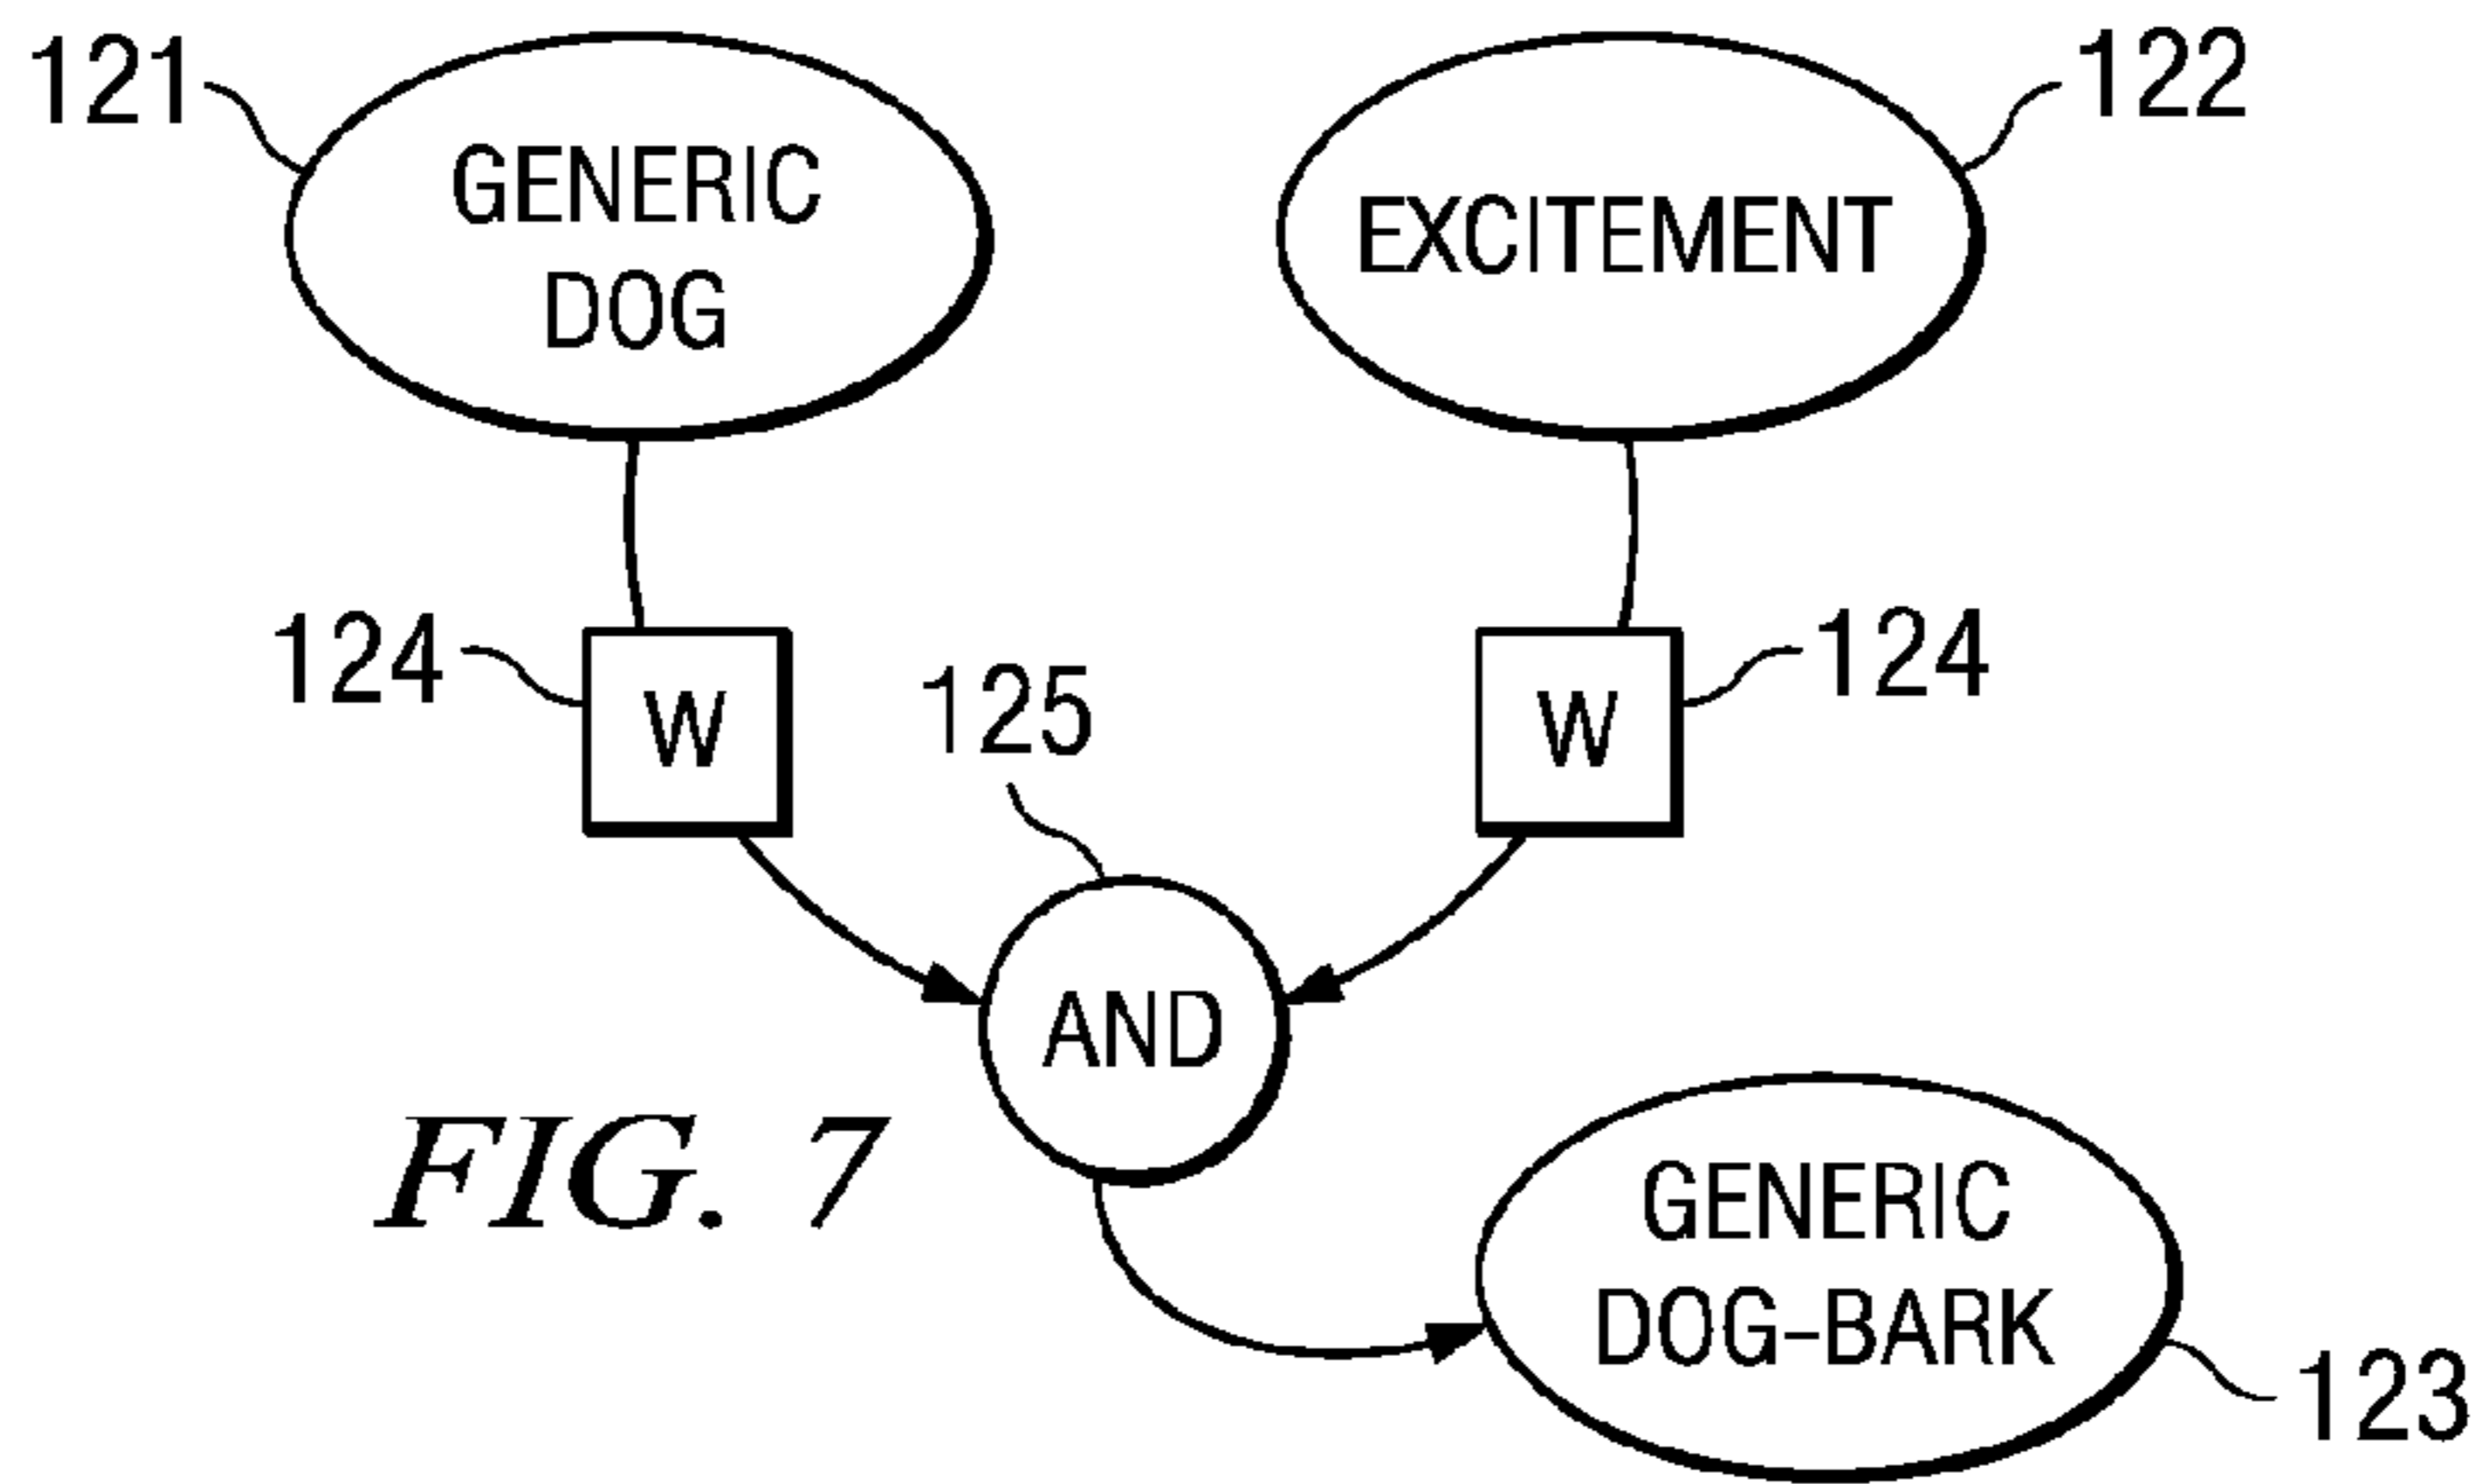 121
GENERIC
DOG
EXCITEMENT
122
124
W
125
W
124
AND
FIG. 7
GENERIC
DOG-BARK
123